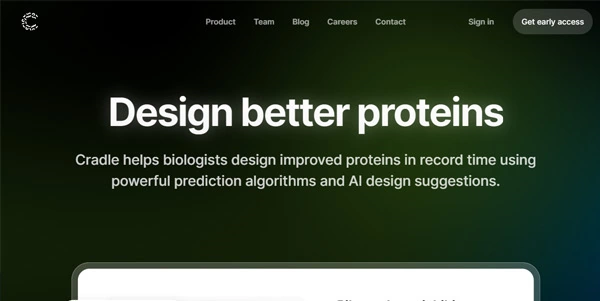 Product Team Blog Careers Contact Sign in Get early access
Design better proteins
Cradle helps biologists design improved proteins in record time using
powerful prediction algorithms and AI design suggestions.